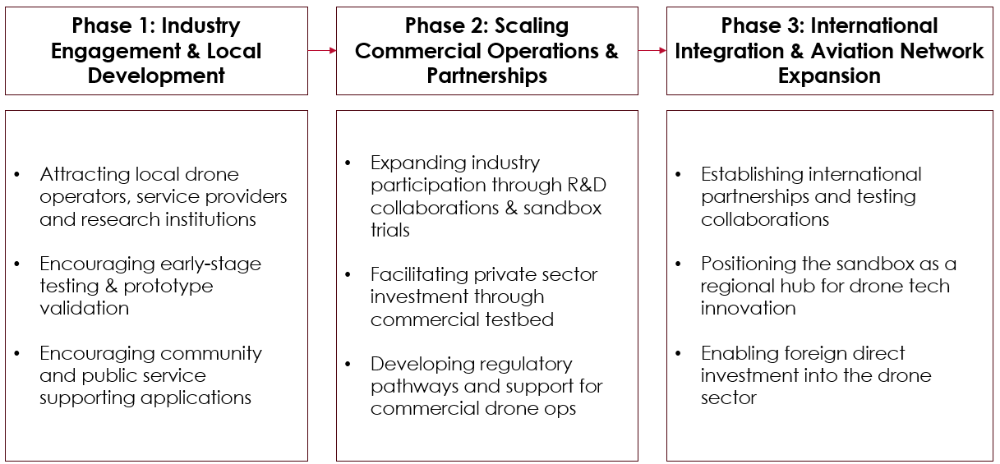 Phase 1: Industry
Engagement & Local
Development
Phase 2: Scaling
Commercial Operations &
Partnerships
Phase 3: International
Integration & Aviation Network
Expansion
• Attracting local drone
operators, service providers
and research institutions
• Encouraging early-stage
testing & prototype
validation
• Encouraging community
and public service
supporting applications
• Expanding industry
participation through R&D
collaborations & sandbox
trials
• Facilitating private sector
investment through
commercial testbed
• Developing regulatory
pathways and support for
commercial drone ops
• Establishing international
partnerships and testing
collaborations
• Positioning the sandbox as a
regional hub for drone tech
innovation
• Enabling foreign direct
investment into the drone
sector